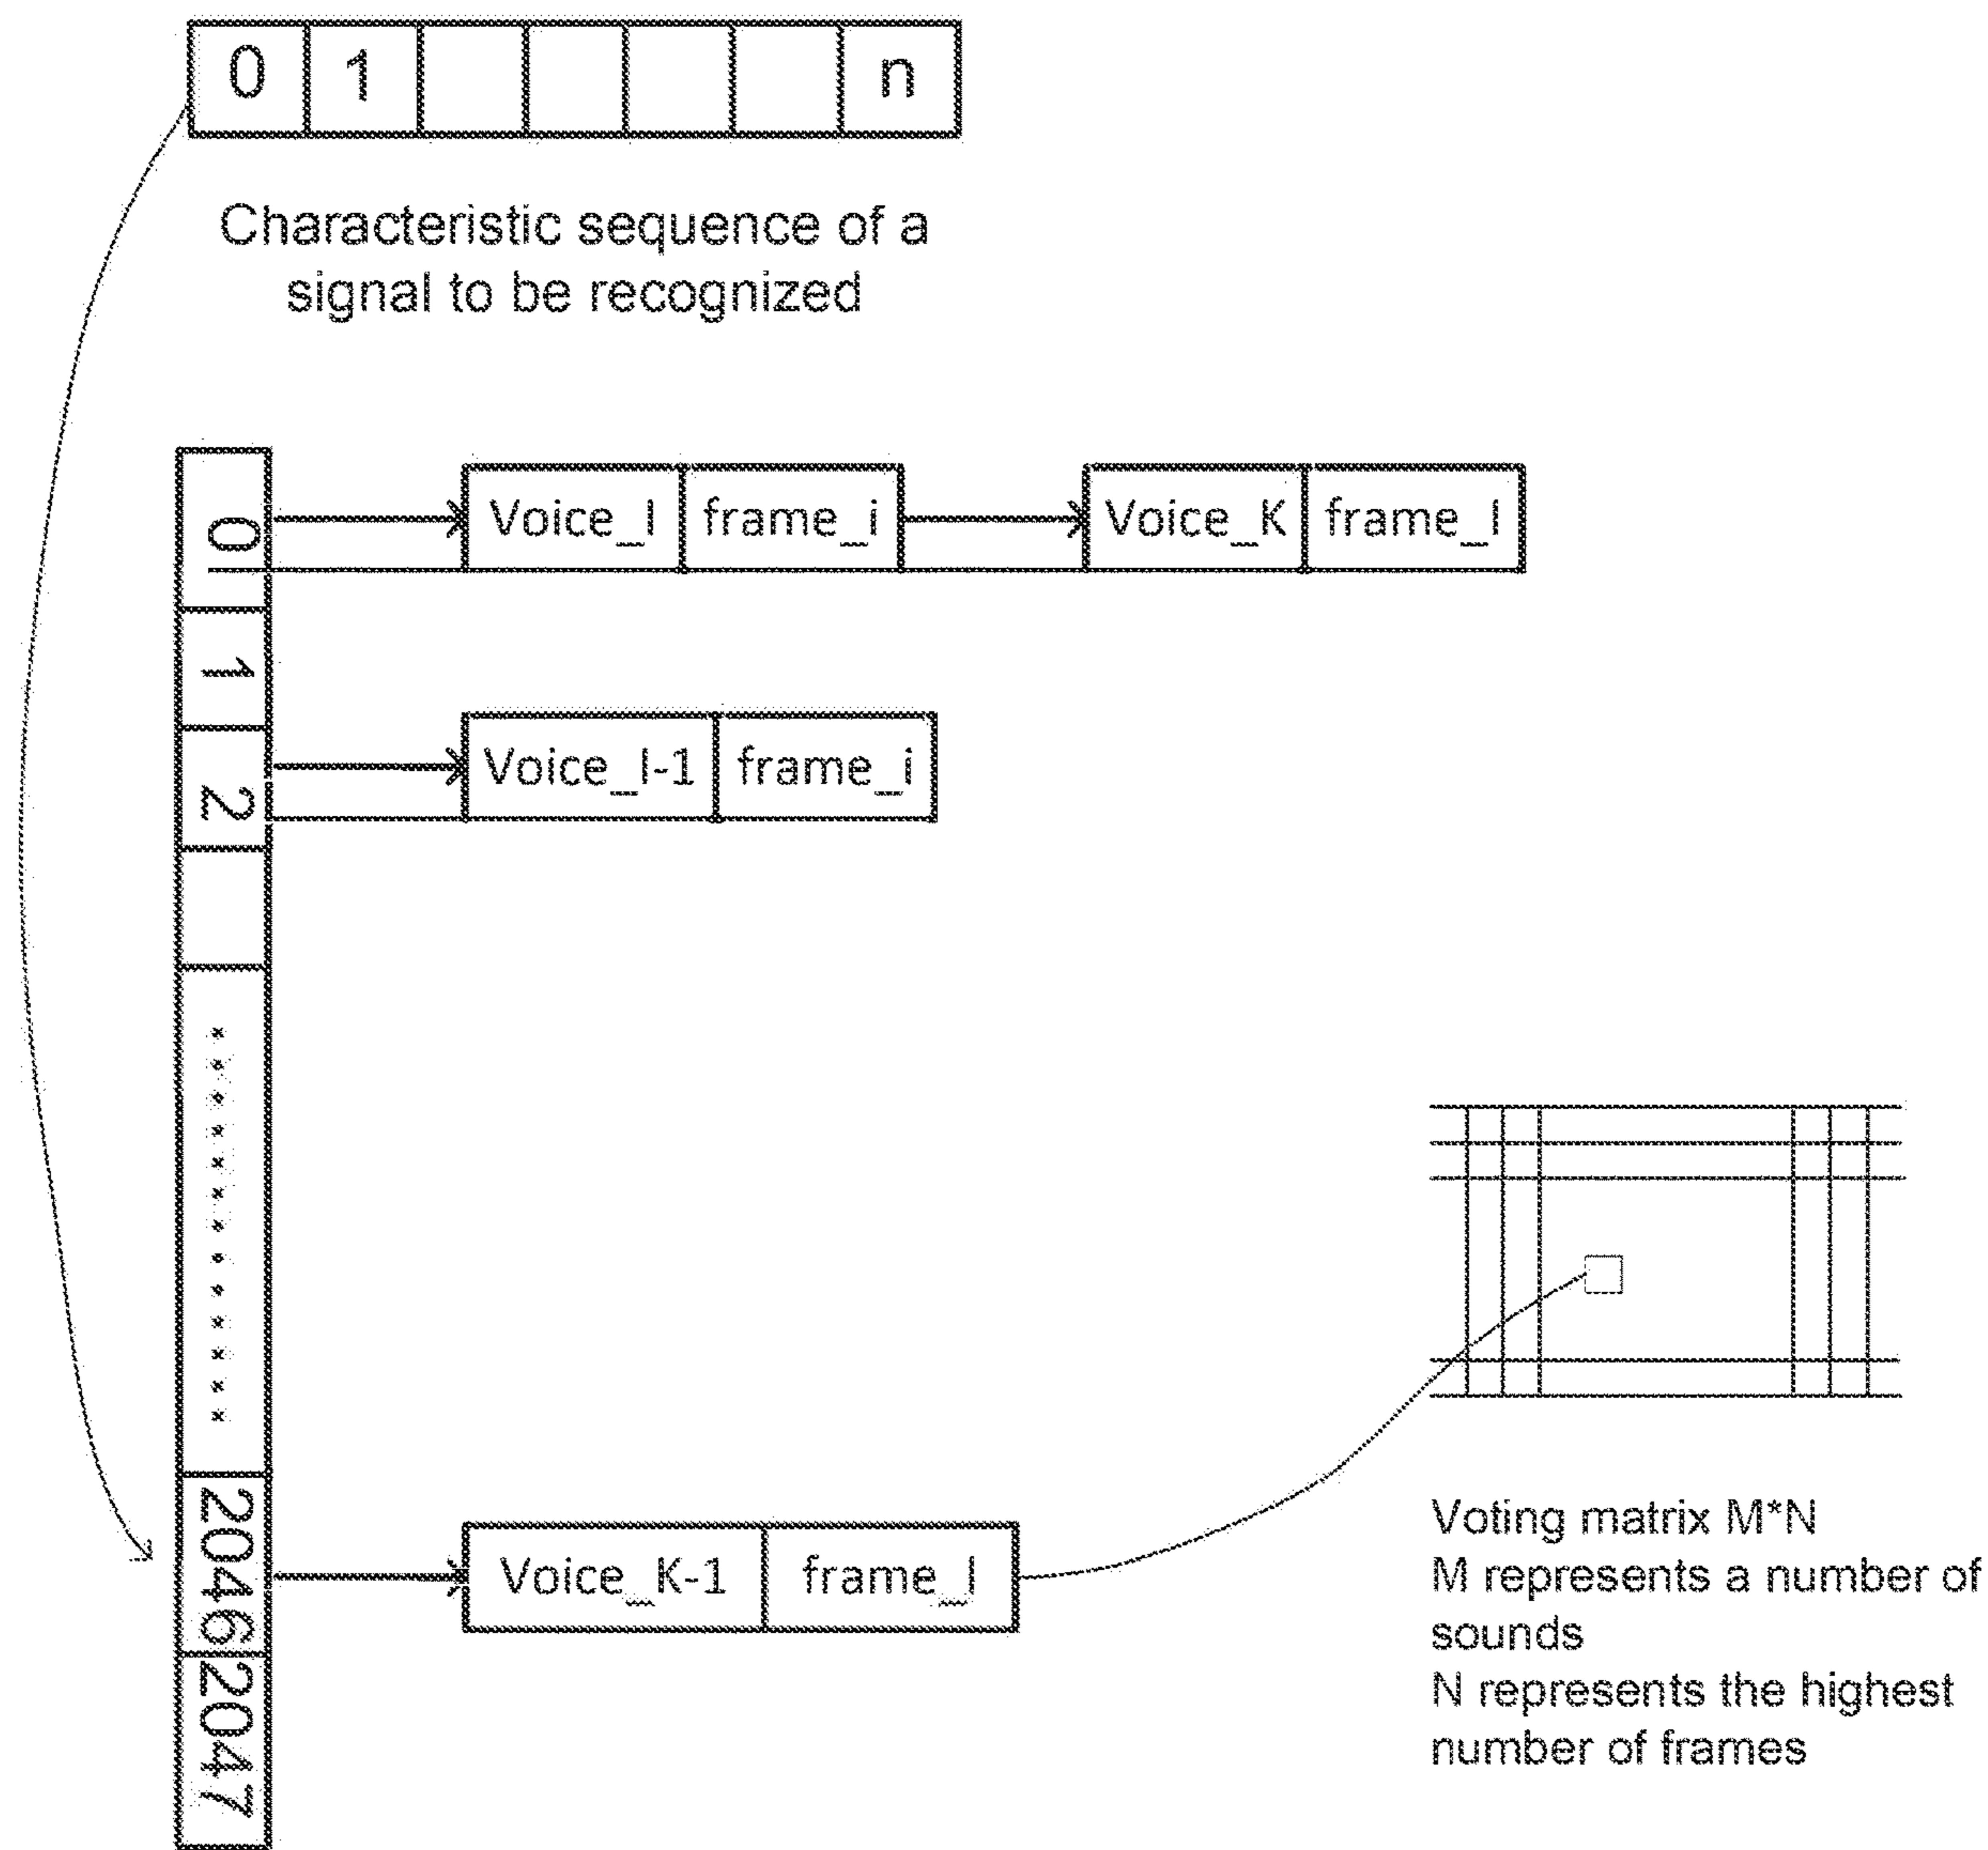 0 1 n
Characteristic sequence of a
signal to be recognized
0 Voice_I frame_i Voice_K frame_l
1
2 Voice_I-1 frame_i
2046 Voice_K-1 frame_l
2047
Voting matrix M*N
M represents a number of
sounds
N represents the highest
number of frames